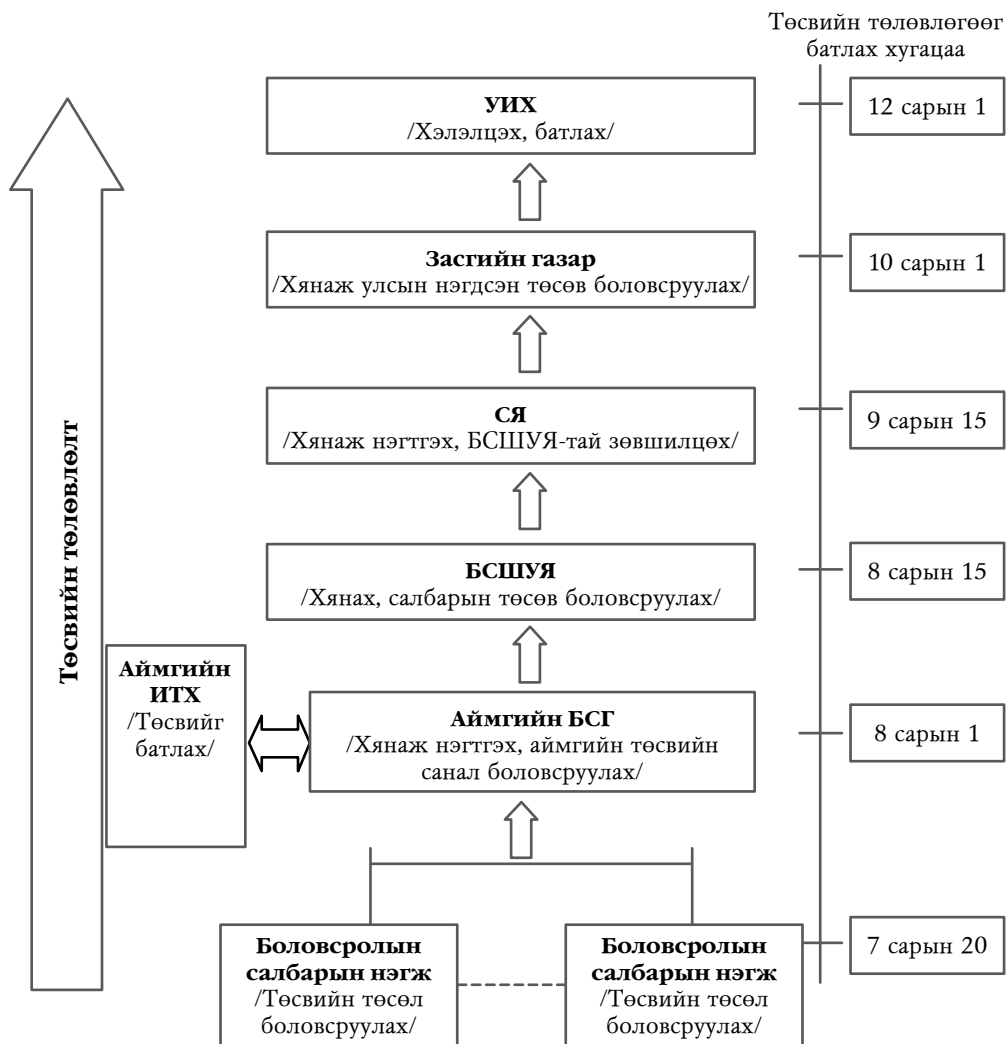 Төсвийн төлөвлөгөөг
батлах хугацаа
УИХ
/Хэлэлцэх, батлах/
12 сарын 1
Засгийн газар
/Хянаж улсын нэгдсэн төсөв боловсруулах/
10 сарын 1
СЯ
/Хянаж нэгтгэх, БСШУЯ-тай зөвшилцөх/
9 сарын 15
БСШУЯ
/Хянах, салбарын төсөв боловсруулах/
8 сарын 15
Төсвийн төлөвлөлт
Аймгийн
ИТХ
/Төсвийг
батлах/
Аймгийн БСГ
/Хянаж нэгтгэх, аймгийн төсвийн
санал боловсруулах/
8 сарын 1
Боловсролын
салбарын нэгж
/Төсвийн төсөл
боловсруулах/
Боловсролын
салбарын нэгж
/Төсвийн төсөл
боловсруулах/
7 сарын 20